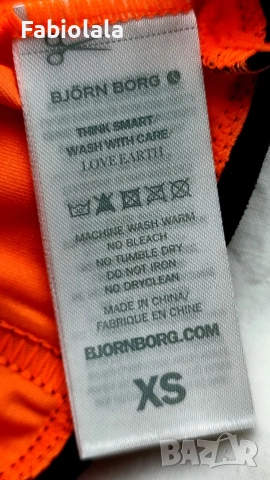 Fabiolala
BJÖRN BORG
THINK SMART/
WASH WITH CARE/
LOVE EARTH
MACHINE WASH WARM
NO BLEACH
NO TUMBLE DRY
DO NOT IRON
NO DRYCLEAN
MADE IN CHINA/
FABRIQUE EN CHINE
BJORNBORG.COM
XS
BAZAR